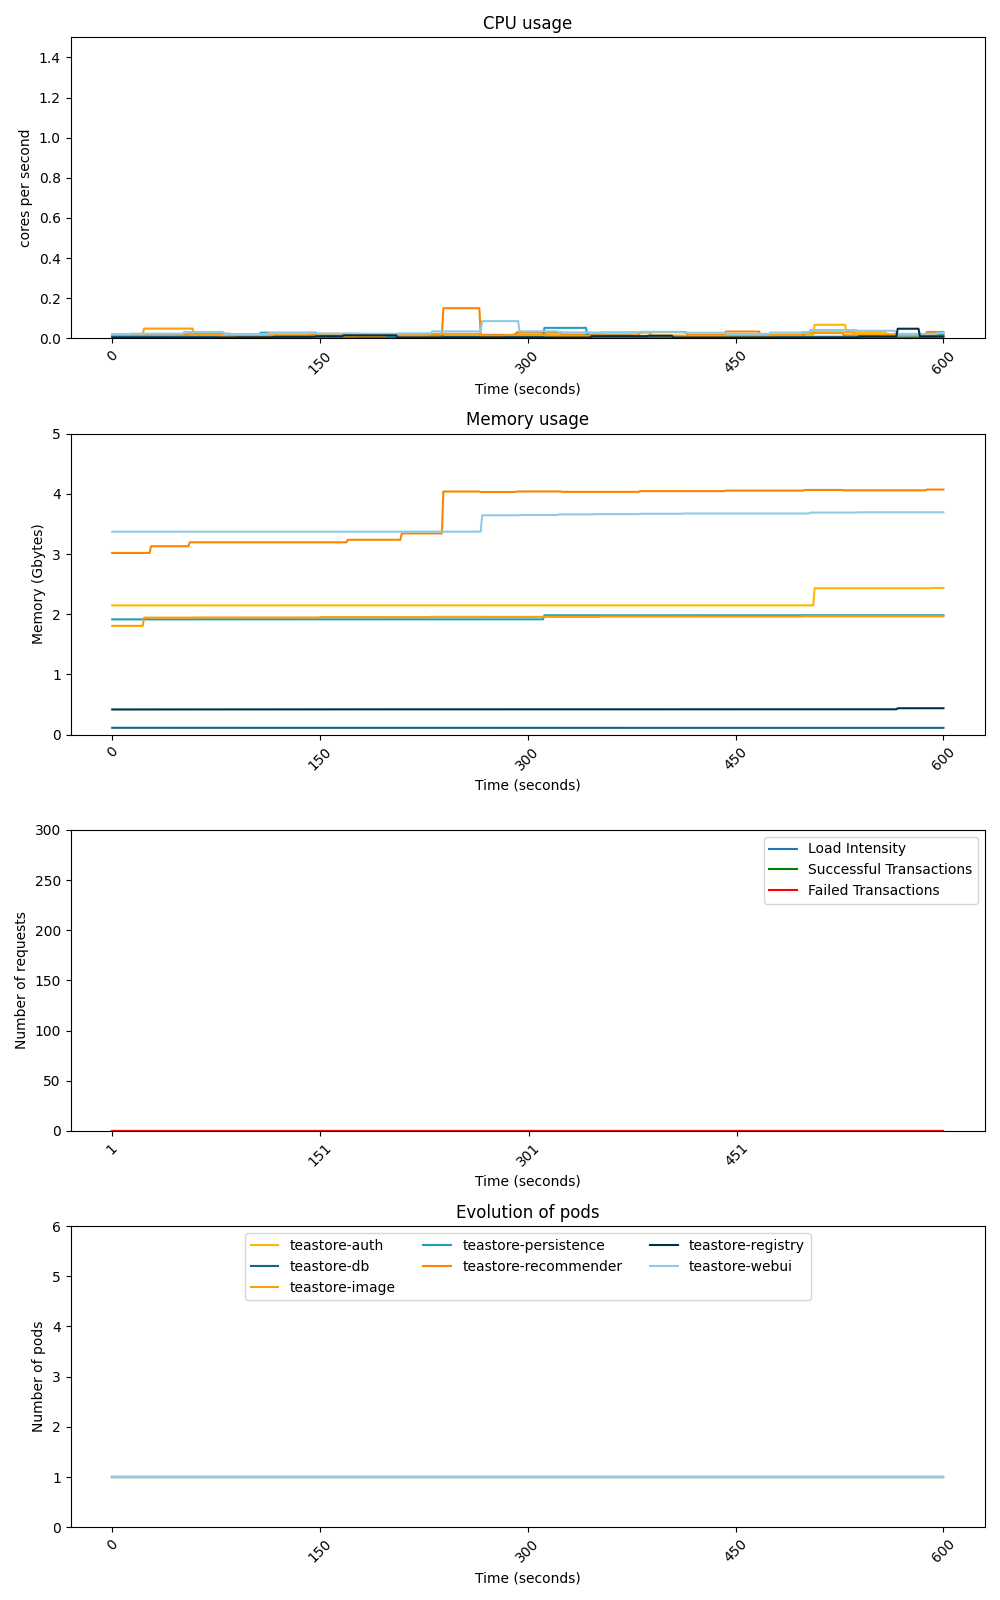 CPU usage
1.4
1.2
1.0
0.8
0.6
0.4
0.2
0.0
cores per second
0 150 300 450 600
Time (seconds)
Memory usage
5
4
3
2
1
0
Memory (Gbytes)
0 150 300 450 600
Time (seconds)
300
250
200
150
100
50
0
Number of requests
Load Intensity
Successful Transactions
Failed Transactions
1 151 301 451
Time (seconds)
Evolution of pods
6
5
4
3
2
1
0
Number of pods
teastore-auth teastore-persistence teastore-registry
teastore-db teastore-recommender teastore-webui
teastore-image
0 150 300 450 600
Time (seconds)